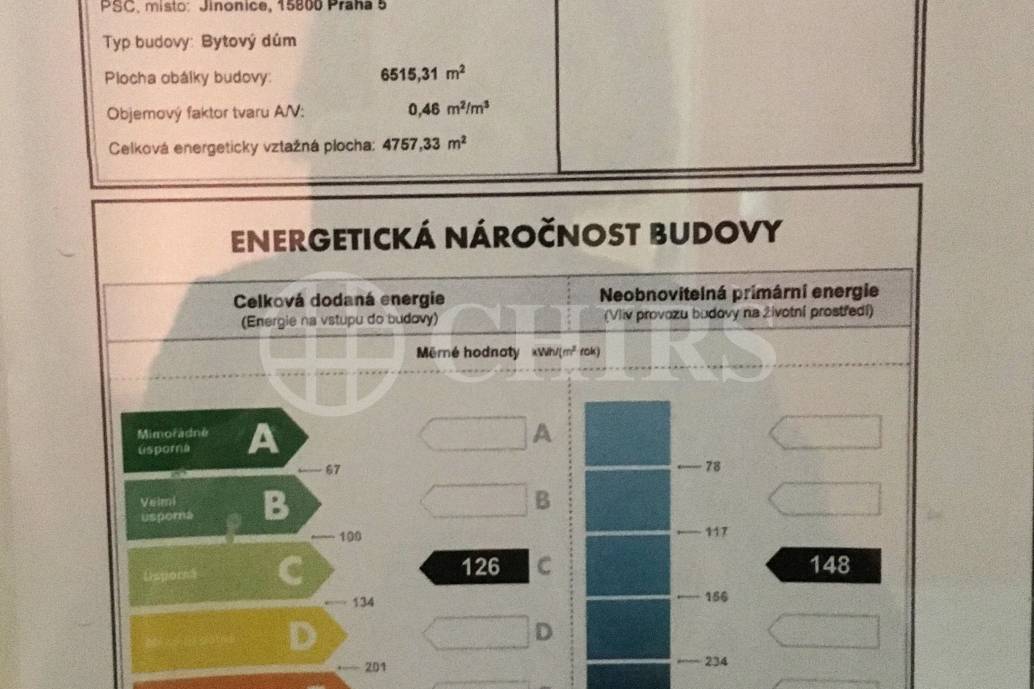 PSČ, místo: Jinonice, 15800 Praha 5
Typ budovy: Bytový dům
Plocha obálky budovy: 6515,31 m²
Objemový faktor tvaru A/V: 0,46 m²/m³
Celková energeticky vztažná plocha: 4757,33 m²
ENERGETICKÁ NÁROČNOST BUDOVY
Celková dodaná energie
(Energie na vstupu do budovy)
Neobnovitelná primární energie
(Vliv provozu budovy na životní prostředí)
Měrné hodnoty kWh/(m² rok)
CHIRS
Mimořádně
úsporná
A
A
67
78
Velmi
úsporná
B
B
100
117
Úsporná
C
126
C
148
134
156
D
D
201
234